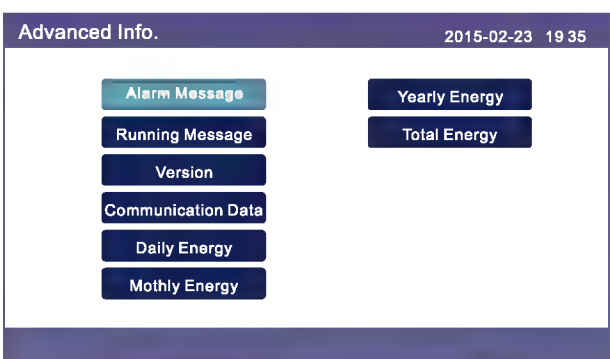 Advanced Info.
2015-02-23 19 35
Alarm Message
Running Message
Version
Communication Data
Daily Energy
Mothly Energy
Yearly Energy
Total Energy